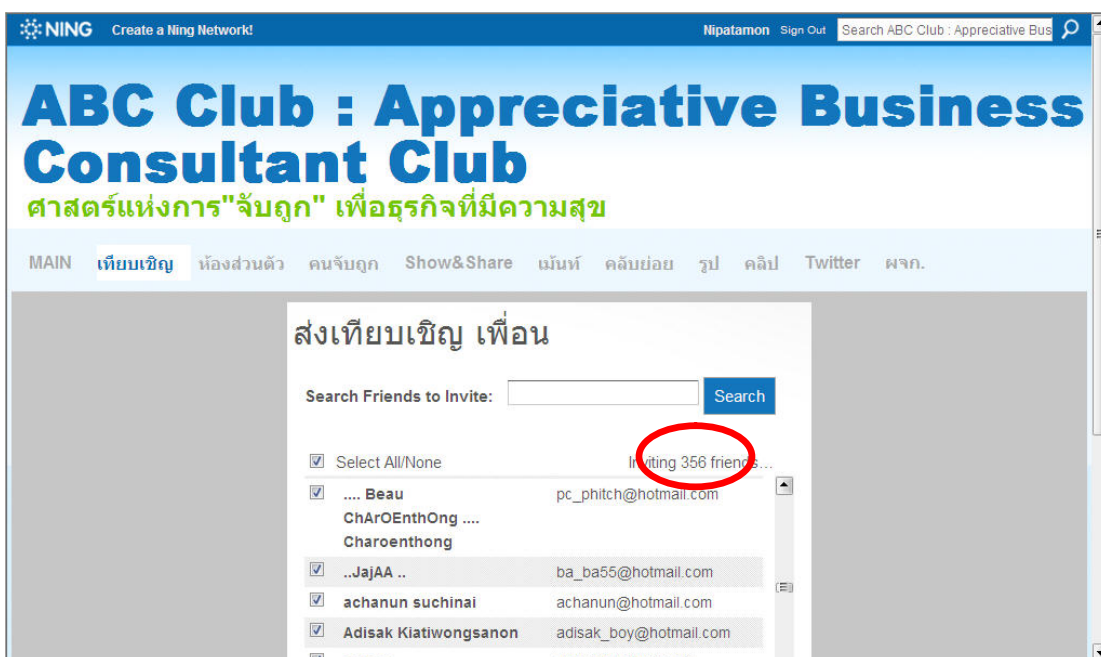 NING Create a Ning Network! Nipatamon Sign Out Search ABC Club : Appreciative Bus
ABC Club : Appreciative Business
Consultant Club
ศาสตร์แห่งการ"จับถูก" เพื่อธุรกิจที่มีความสุข
MAIN เทียบเชิญ ห้องส่วนตัว คนจับถูก Show&Share เม้นท์ คลับย่อย รูป คลิป Twitter ผจก.
ส่งเทียบเชิญ เพื่อน
Search Friends to Invite: Search
Select All/None Inviting 356 friends...
.... Beau pc_phitch@hotmail.com
ChArOEnthOng ....
Charoenthong
..JajAA .. ba_ba55@hotmail.com
achanun suchinai achanun@hotmail.com
Adisak Kiatiwongsanon adisak_boy@hotmail.com